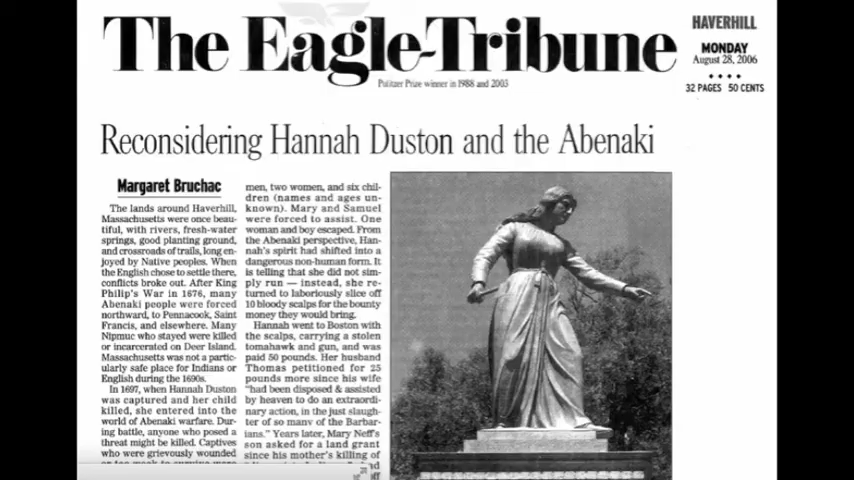 The Eagle-Tribune
Pulitzer Prize winner in 1988 and 2003
HAVERHILL
MONDAY
August 28, 2006
32 PAGES 50 CENTS
Reconsidering Hannah Duston and the Abenaki
Margaret Bruchac
The lands around Haverhill,
Massachusetts were once beau-
tiful, with rivers, fresh-water
springs, good planting ground,
and crossroads of trails, long en-
joyed by Native peoples. When
the English chose to settle there,
conflicts broke out. After King
Philip's War in 1676, many
Abenaki people were forced
northward, to Pennacook, Saint
Francis, and elsewhere. Many
Nipmuc who stayed were killed
or incarcerated on Deer Island.
Massachusetts was not a partic-
ularly safe place for Indians or
English during the 1690s.
In 1697, when Hannah Duston
was captured and her child
killed, she entered into the
world of Abenaki warfare. Dur-
ing battle, anyone who posed a
threat might be killed. Captives
who were grievously wounded
or too weak to survive were
men, two women, and six chil-
dren (names and ages un-
known). Mary and Samuel
were forced to assist. One
woman and boy escaped. From
the Abenaki perspective, Han-
nah's spirit had shifted into a
dangerous non-human form. It
is telling that she did not sim-
ply run — instead, she re-
turned to laboriously slice off
10 bloody scalps for the bounty
money they would bring.
Hannah went to Boston with
the scalps, carrying a stolen
tomahawk and gun, and was
paid 50 pounds. Her husband
Thomas petitioned for 25
pounds more since his wife
"had been disposed & assisted
by heaven to do an extraordi-
nary action, in the just slaugh-
ter of so many of the Barbar-
ians." Years later, Mary Neff's
son asked for a land grant
since his mother's killing of